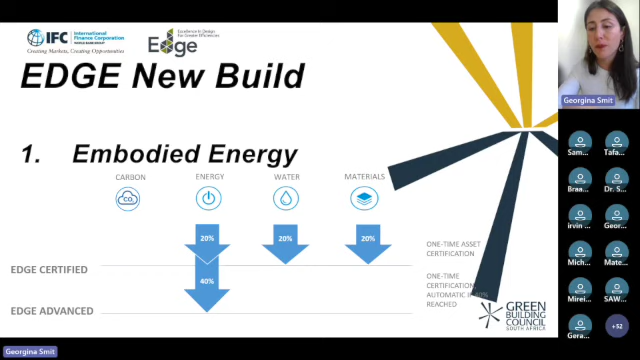 IFC
International Finance Corporation
WORLD BANK GROUP
Creating Markets, Creating Opportunities
Excellence in Design for Greater Efficiencies
Edge
EDGE New Build
1. Embodied Energy
CARBON ENERGY WATER MATERIALS
CO2
20% 20% 20%
ONE-TIME ASSET CERTIFICATION
EDGE CERTIFIED
40%
ONE-TIME CERTIFICATION AUTOMATIC IF 40% REACHED
EDGE ADVANCED
GREEN BUILDING COUNCIL
SOUTH AFRICA
Georgina Smit
Sam... Tafa...
Braa... Dr. S...
irvin ... Geor...
Mich... Mate...
Mirei... SAW...
Gera... +52
Georgina Smit